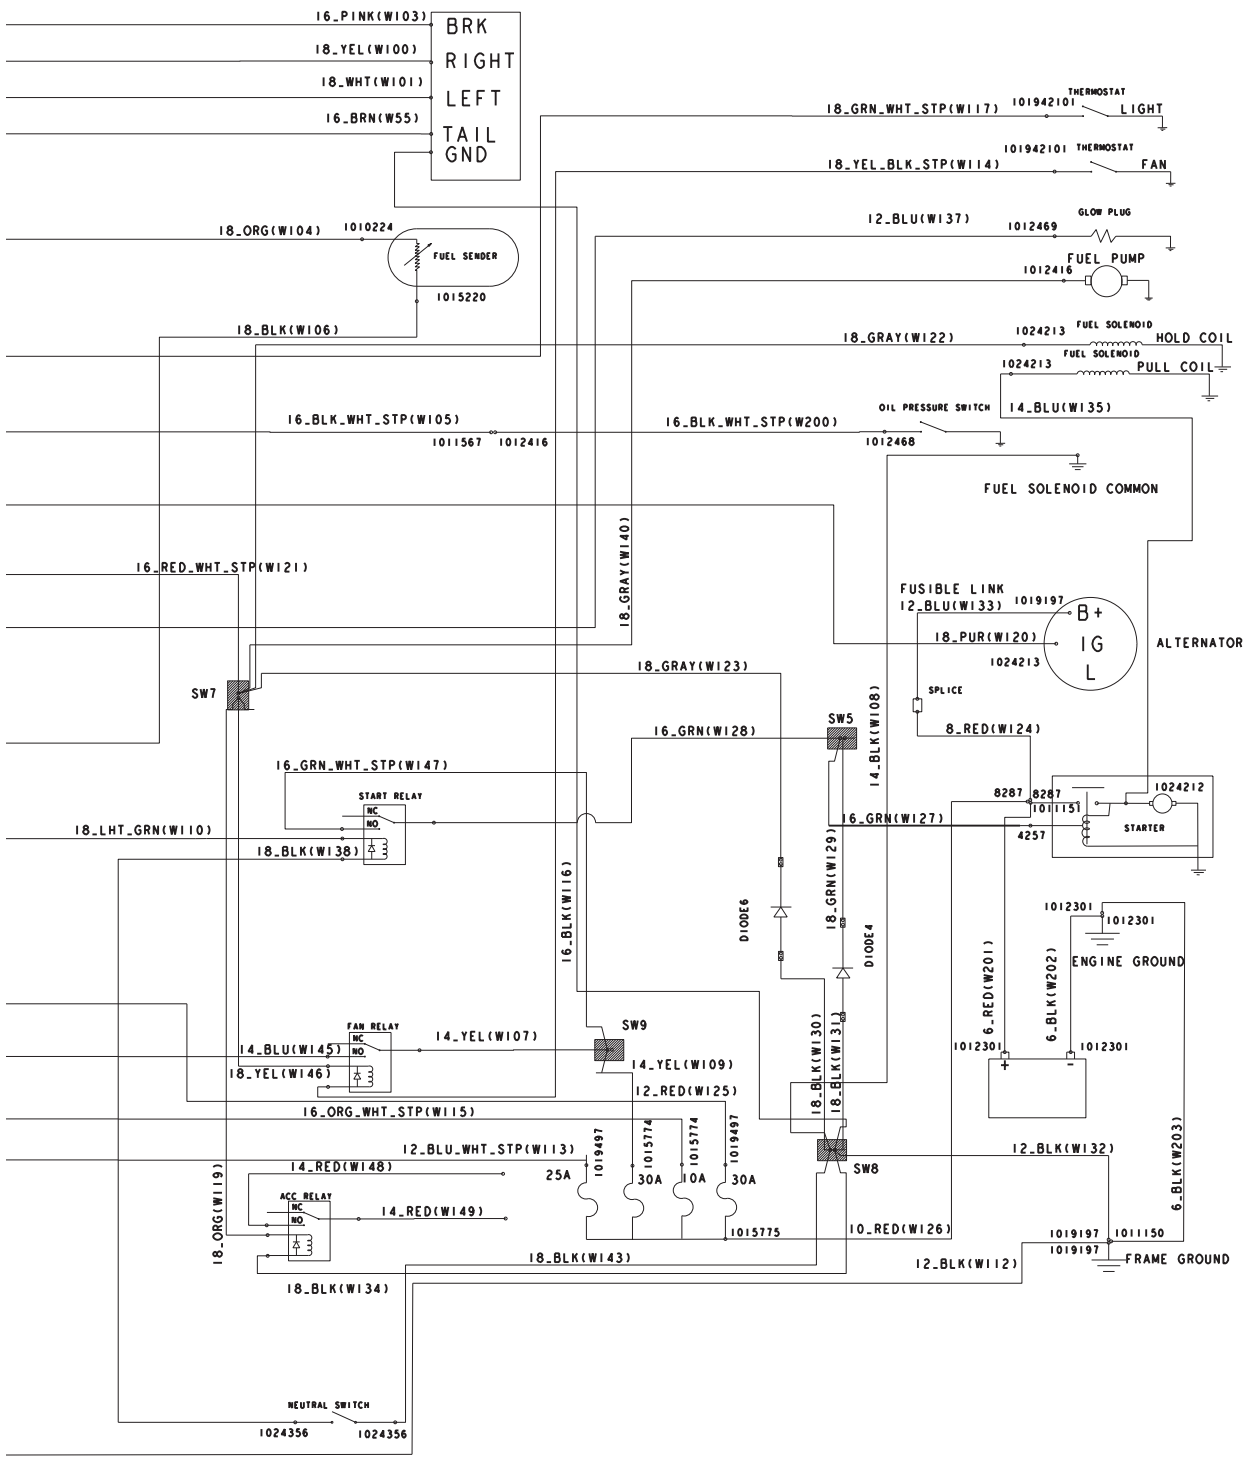 16_PINK(W103)
BRK
18_YEL(W100)
RIGHT
18_WHT(W101)
LEFT
16_BRN(W55)
TAIL
GND
THERMOSTAT
18_GRN_WHT_STP(W117)
101942101
LIGHT
101942101
THERMOSTAT
18_YEL_BLK_STP(W114)
FAN
12_BLU(W137)
1012469
GLOW PLUG
18_ORG(W104)
1010224
FUEL SENDER
1015220
FUEL PUMP
1012416
18_BLK(W106)
18_GRAY(W122)
1024213
FUEL SOLENOID
HOLD COIL
FUEL SOLENOID
1024213
PULL COIL
OIL PRESSURE SWITCH
14_BLU(W135)
16_BLK_WHT_STP(W105)
16_BLK_WHT_STP(W200)
1011567
1012416
1012468
FUEL SOLENOID COMMON
18_GRAY(W140)
16_RED_WHT_STP(W121)
FUSIBLE LINK
12_BLU(W133)
1019197
B+
18_PUR(W120)
IG
ALTERNATOR
1024213
L
18_GRAY(W123)
SW7
SPLICE
14_BLK(W108)
SW5
16_GRN(W128)
8_RED(W124)
16_GRN_WHT_STP(W147)
START RELAY
NC
NO
8287
8287
1011151
1024212
18_LHT_GRN(W110)
16_GRN(W127)
4257
STARTER
18_BLK(W138)
18_GRN(W129)
16_BLK(W116)
DIODE6
DIODE4
1012301
1012301
ENGINE GROUND
6_RED(W201)
6_BLK(W202)
SW9
FAN RELAY
NC
NO
14_YEL(W107)
14_BLU(W145)
18_YEL(W146)
14_YEL(W109)
12_RED(W125)
18_BLK(W130)
18_BLK(W131)
1012301
1012301
+
-
16_ORG_WHT_STP(W115)
12_BLU_WHT_STP(W113)
1019497
1015774
1015774
1019497
14_RED(W148)
25A
30A
10A
30A
SW8
12_BLK(W132)
6_BLK(W203)
18_ORG(W119)
ACC RELAY
NC
NO
14_RED(W149)
1015775
10_RED(W126)
1019197
1011150
1019197
18_BLK(W143)
12_BLK(W112)
FRAME GROUND
18_BLK(W134)
NEUTRAL SWITCH
1024356
1024356